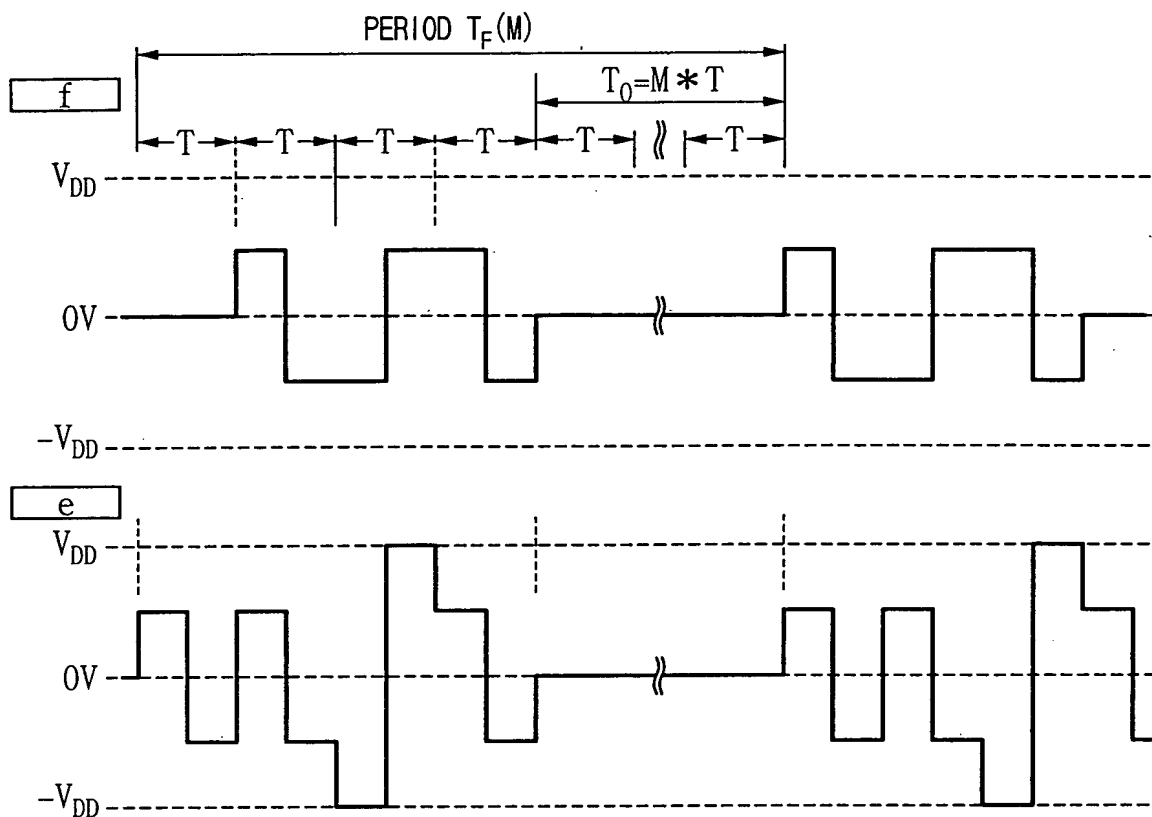 PERIOD T_F(M)
f
T_0=M*T
T T T T T T
V_DD
0V
-V_DD
e
V_DD
0V
-V_DD